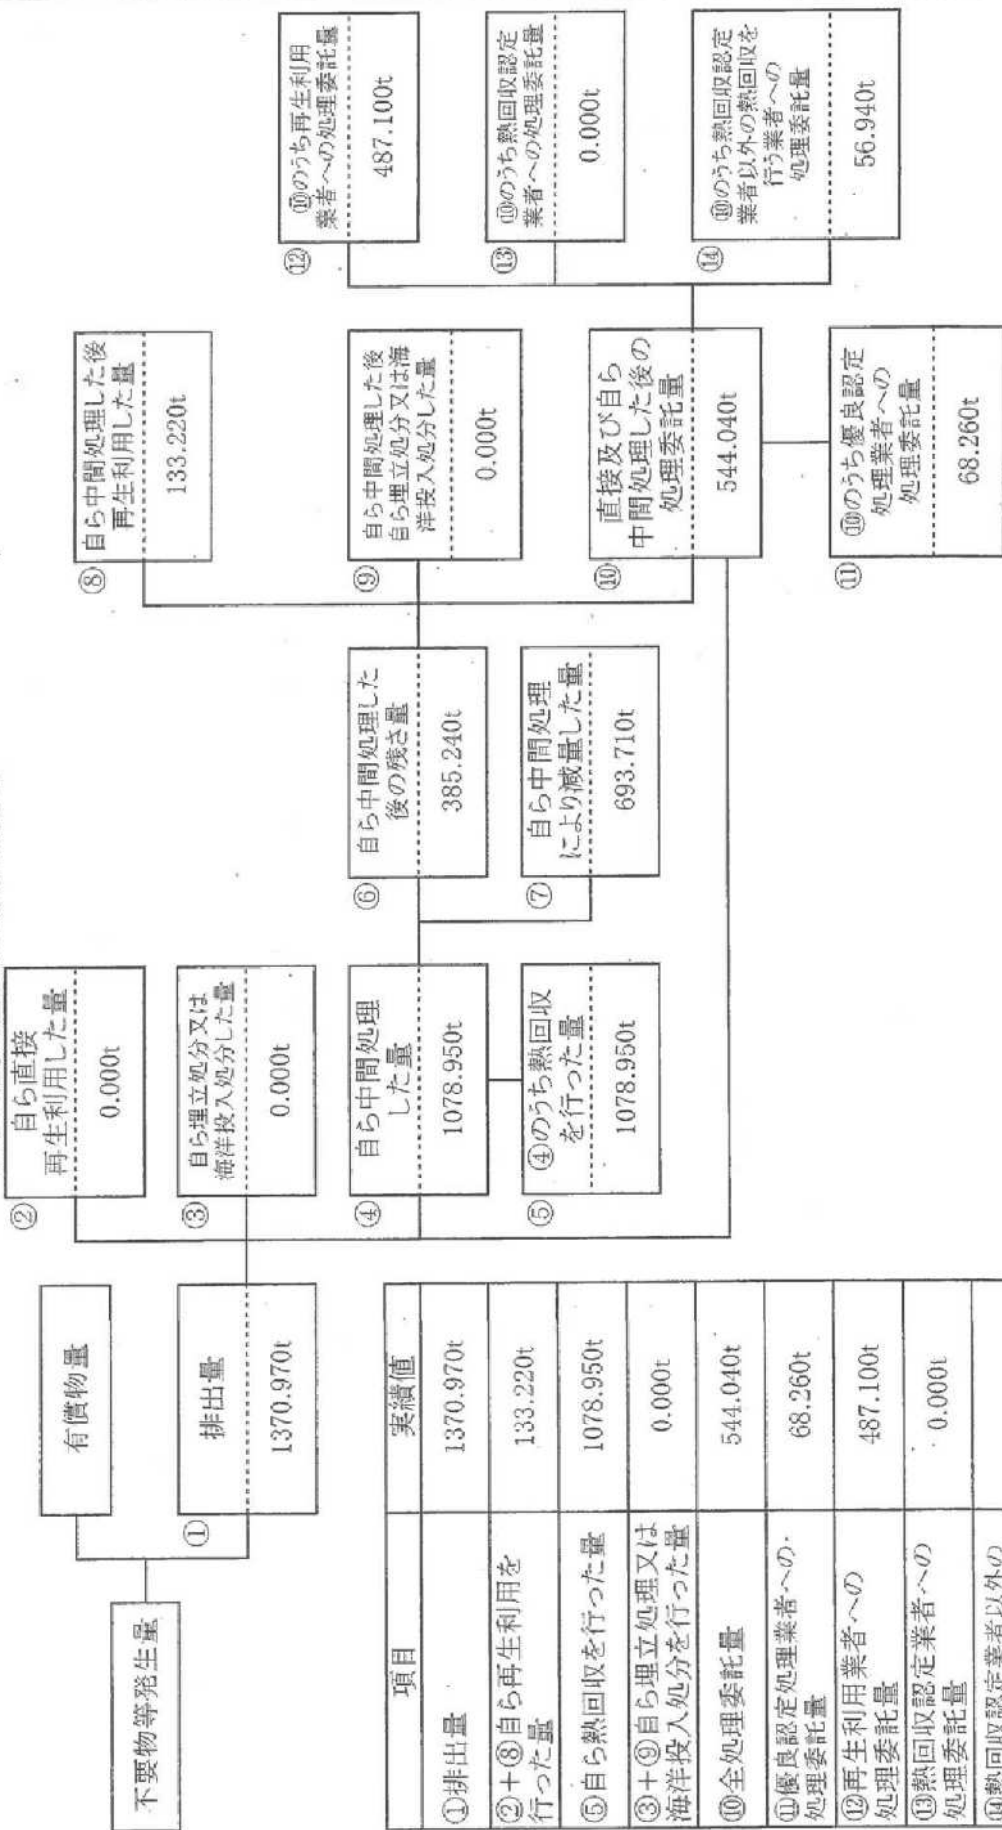 不要物等発生量
有償物量
①
排出量
1370.970t
②
自ら直接
再生利用した量
0.000t
③
自ら埋立処分又は
海洋投入処分した量
0.000t
④
自ら中間処理
した量
1078.950t
⑤
④のうち熱回収
を行った量
1078.950t
⑥
自ら中間処理した
後の残さ量
385.240t
⑦
自ら中間処理
により減量した量
693.710t
⑧
自ら中間処理した後
再生利用した量
133.220t
⑨
自ら中間処理した後
自ら埋立処分又は海
洋投入処分した量
0.000t
⑩
直接及び自ら
中間処理した後の
処理委託量
544.040t
⑪
⑩のうち優良認定
処理業者への
処理委託量
68.260t
⑫
⑩のうち再生利用
業者への処理委託量
487.100t
⑬
⑩のうち熱回収認定
業者への処理委託量
0.000t
⑭
⑩のうち熱回収認定
業者以外の熱回収を
行う業者への
処理委託量
56.940t
項目
実績値
①排出量
1370.970t
②+⑧自ら再生利用を
行った量
133.220t
⑤自ら熱回収を行った量
1078.950t
③+⑨自ら埋立処理又は
海洋投入処分を行った量
0.000t
⑩全処理委託量
544.040t
⑪優良認定処理業者への
処理委託量
68.260t
⑫再生利用業者への
処理委託量
487.100t
⑬熱回収認定業者への
処理委託量
0.000t
⑭熱回収認定業者以外の